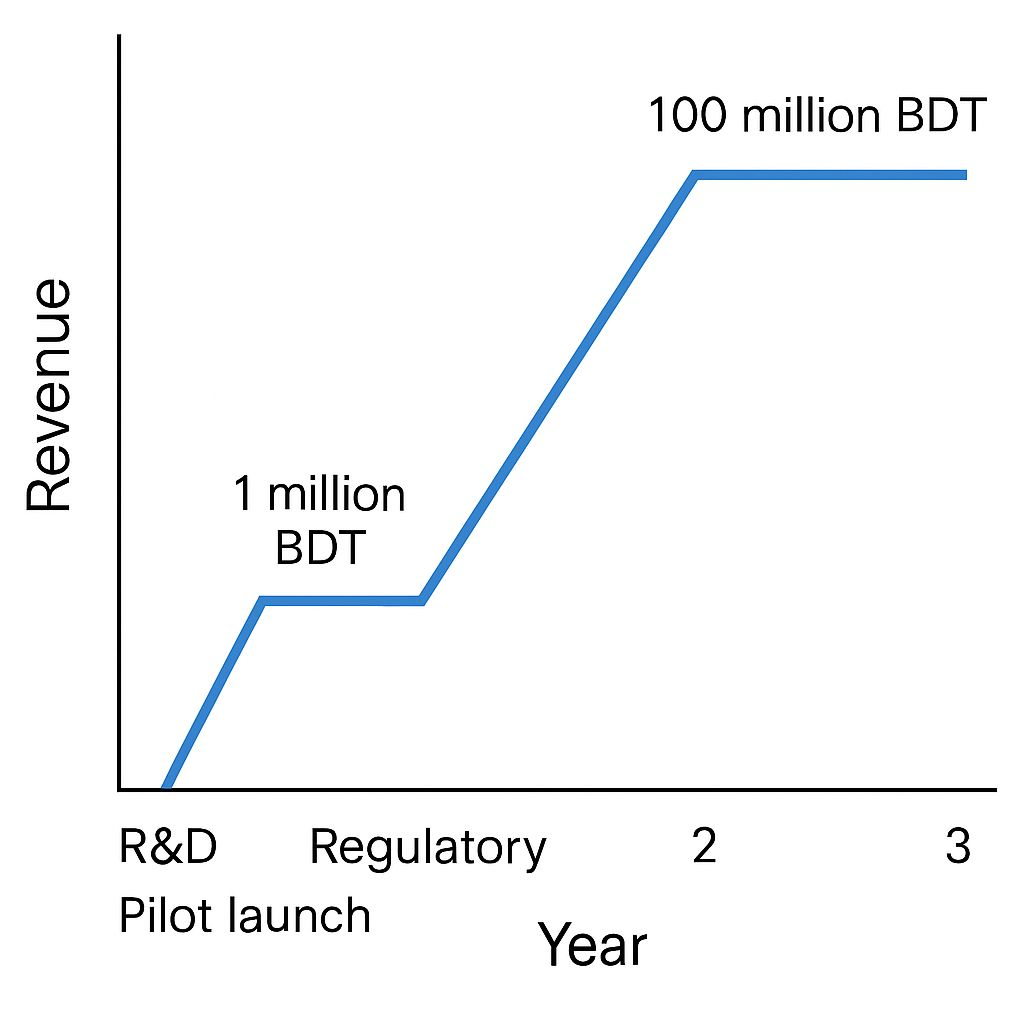 100 million BDT
Revenue
1 million
BDT
R&D
Regulatory
2
3
Pilot launch
Year